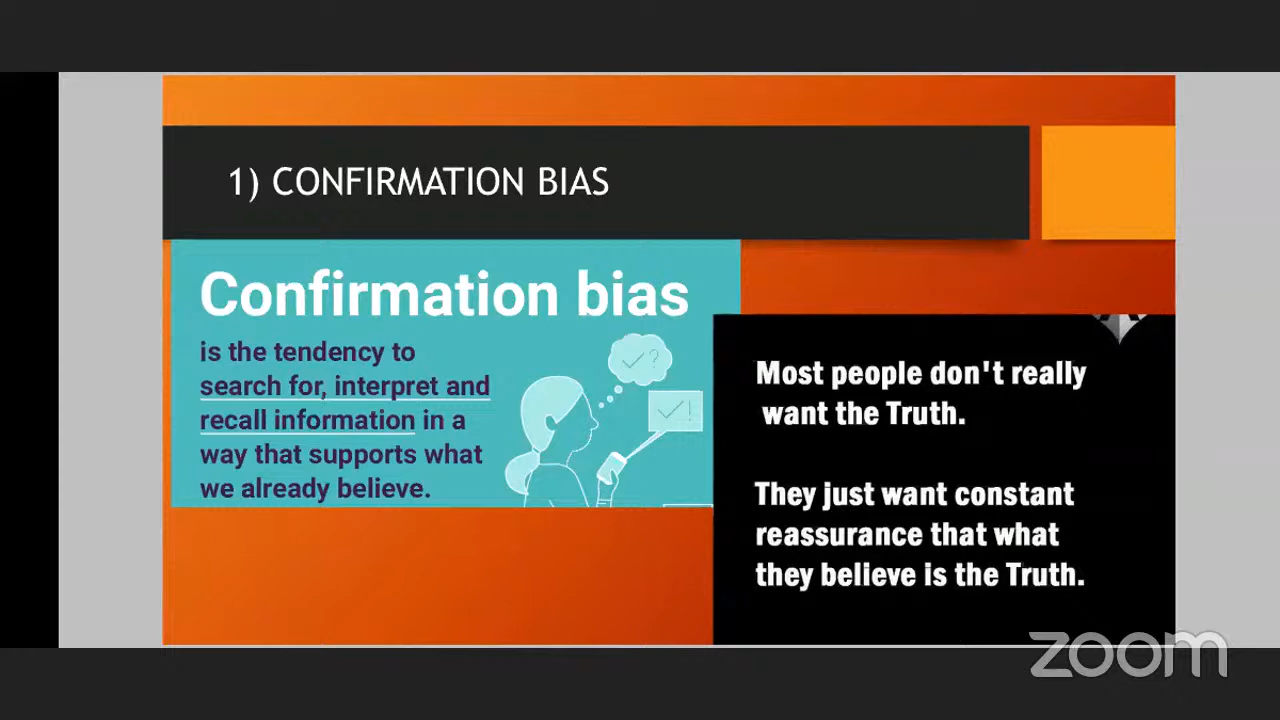 1) CONFIRMATION BIAS
Confirmation bias
is the tendency to
search for, interpret and
recall information in a
way that supports what
we already believe.
Most people don't really
want the Truth.
They just want constant
reassurance that what
they believe is the Truth.
zoom